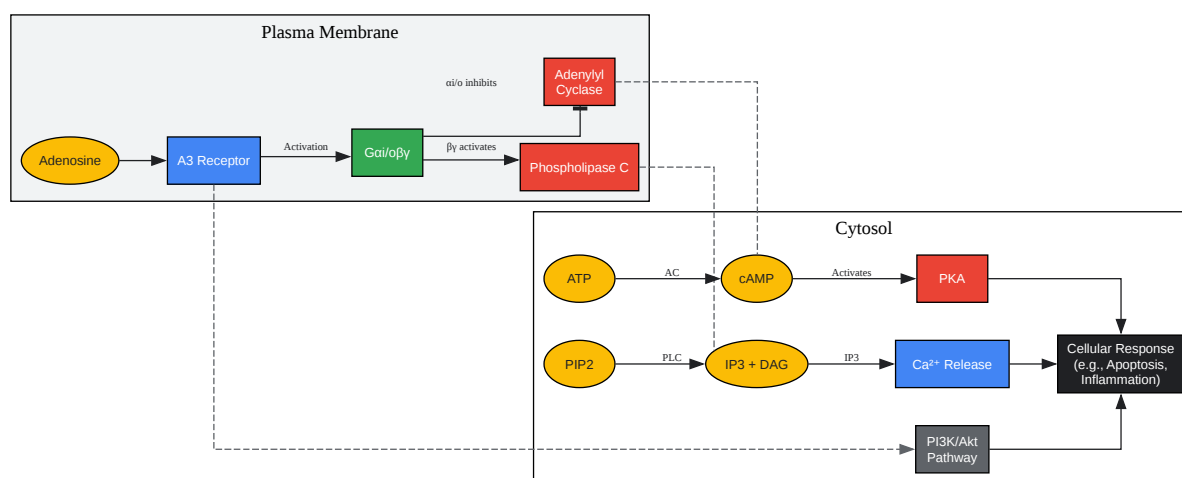 Plasma Membrane
αi/o inhibits
Adenylyl
Cyclase
Adenosine
A3 Receptor
Activation
Gαi/oβγ
βγ activates
Phospholipase C
Cytosol
ATP
AC
cAMP
Activates
PKA
PIP2
PLC
IP3 + DAG
IP3
Ca²⁺ Release
Cellular Response
(e.g., Apoptosis,
Inflammation)
PI3K/Akt
Pathway